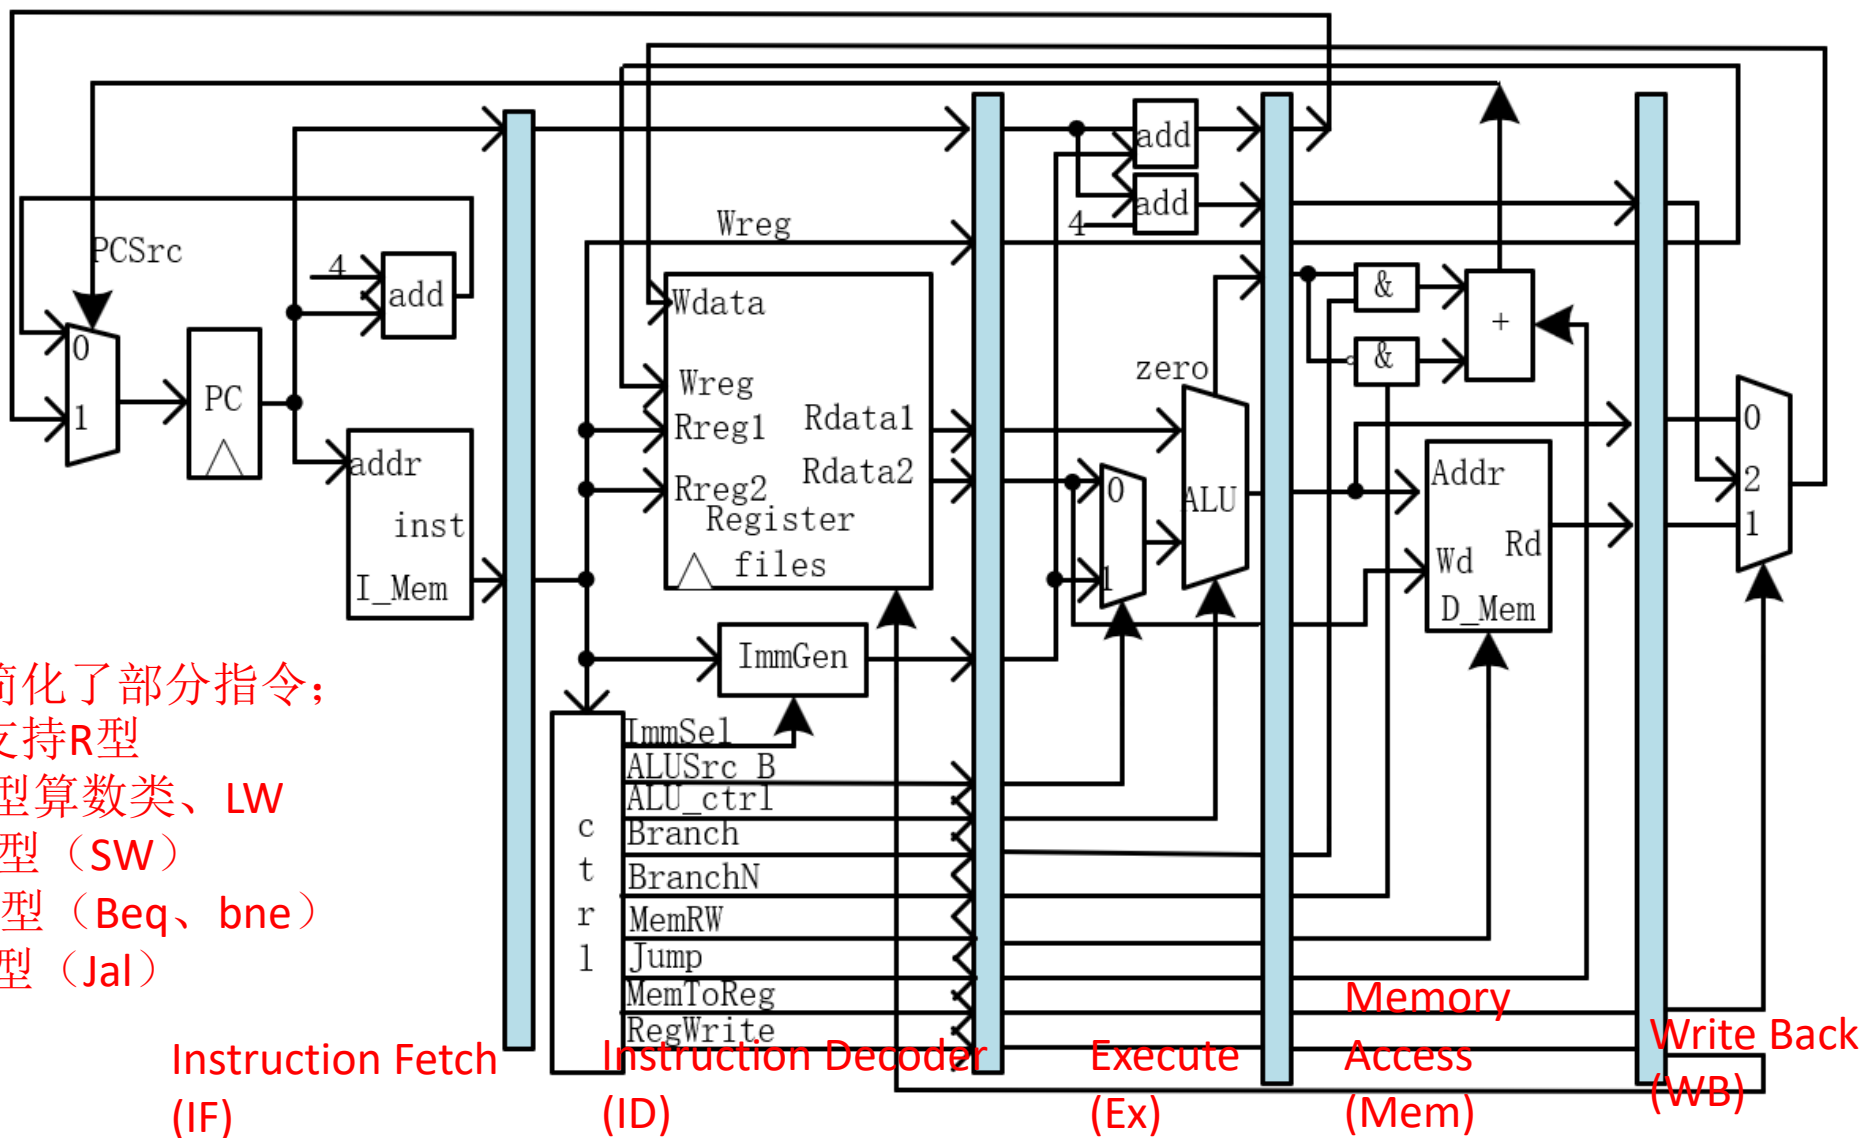 Wreg
add
add
4
PCSrc
4
add
Wdata
&
+
0
zero
&
PC
Wreg
1
Rreg1
Rdata1
0
addr
Rreg2
Rdata2
0
ALU
Addr
2
inst
Register
1
Rd
files
1
Wd
I_Mem
D_Mem
ImmGen
简化了部分指令；
支持R型
型算数类、LW
型（SW）
型（Beq、bne）
型（Jal）
ctrl
ImmSel
ALUSrc_B
ALU_ctrl
Branch
BranchN
MemRW
Jump
MemToReg
RegWrite
Instruction Fetch
(IF)
Instruction Decoder
(ID)
Execute
(Ex)
Memory
Access
(Mem)
Write Back
(WB)